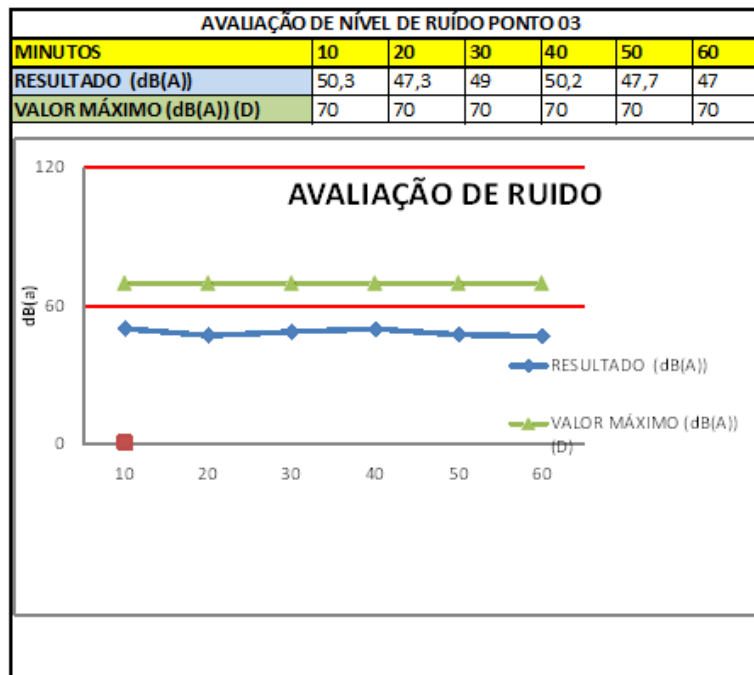 AVALIAÇÃO DE NÍVEL DE RUÍDO PONTO 03
MINUTOS 10 20 30 40 50 60
RESULTADO (dB(A)) 50,3 47,3 49 50,2 47,7 47
VALOR MÁXIMO (dB(A)) (D) 70 70 70 70 70 70
AVALIAÇÃO DE RUIDO
120
60
0
dB(a)
10 20 30 40 50 60
RESULTADO (dB(A))
VALOR MÁXIMO (dB(A))
(D)